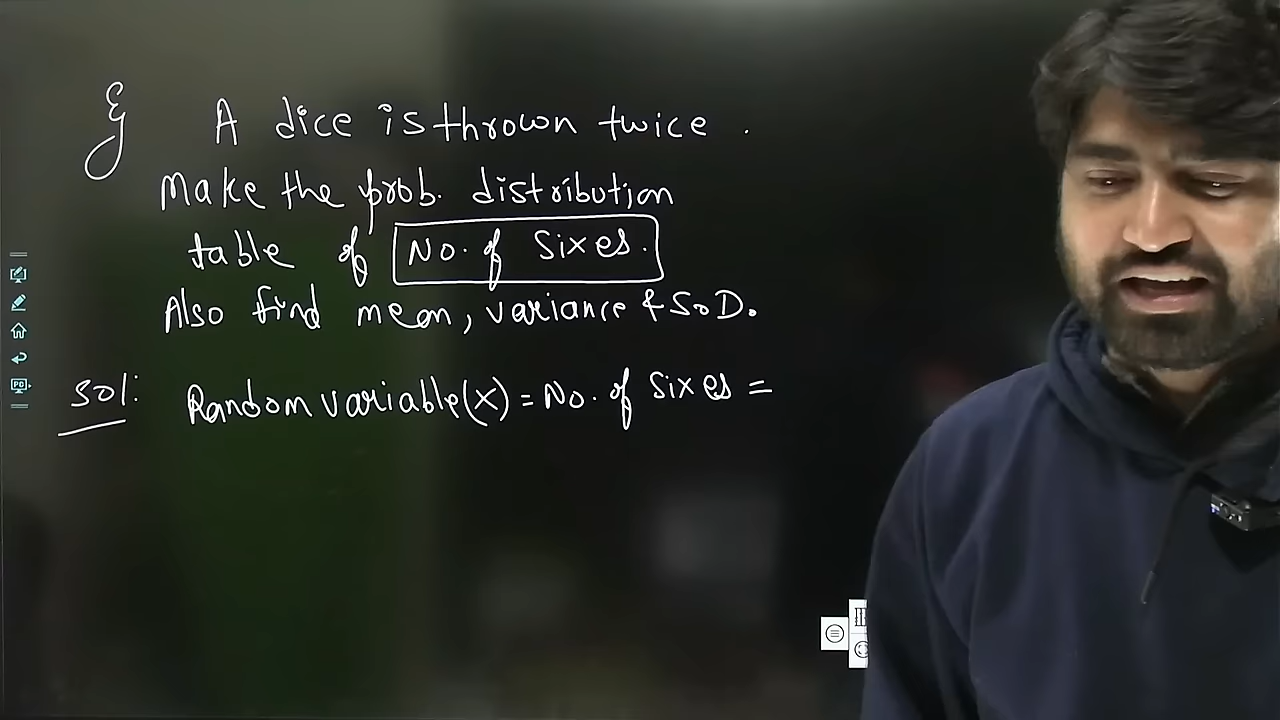 Eg A dice is thrown twice.
Make the prob. distribution
table of No. of Sixes.
Also find mean, variance & S.D.
Sol: Random variable(X) = No. of Sixes =